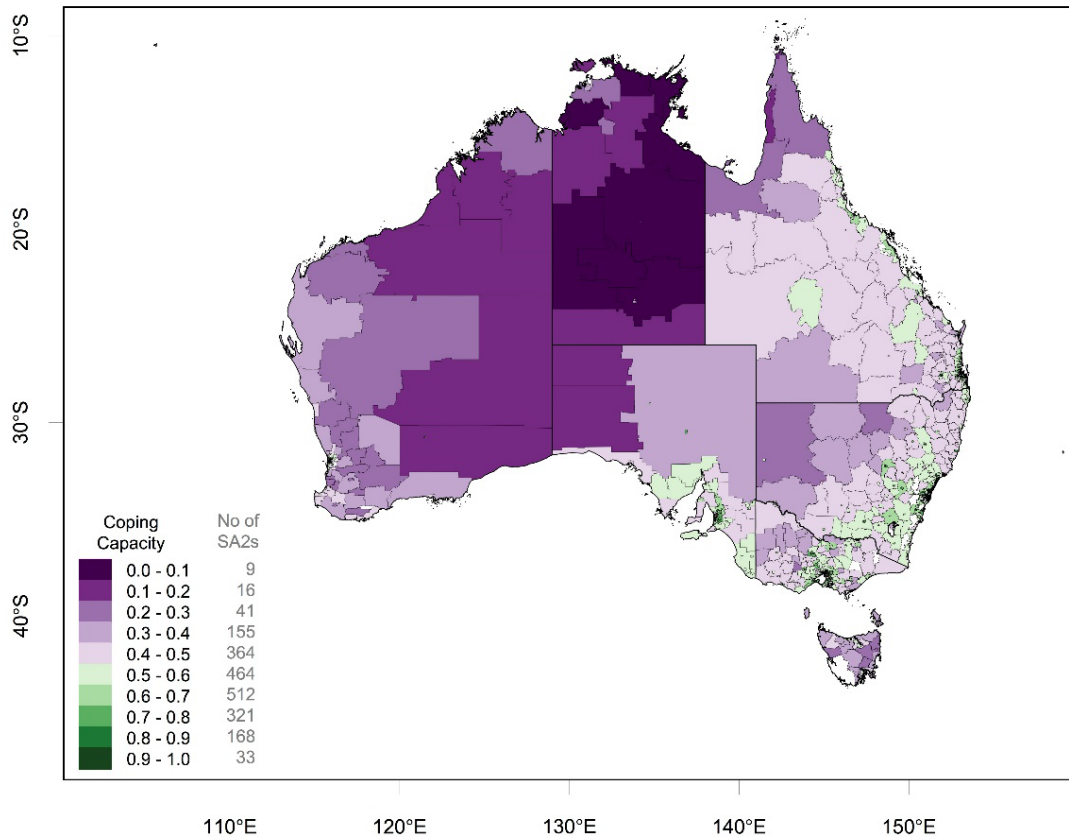 10°S
20°S
30°S
40°S
Coping Capacity No of SA2s
0.0 - 0.1 9
0.1 - 0.2 16
0.2 - 0.3 41
0.3 - 0.4 155
0.4 - 0.5 364
0.5 - 0.6 464
0.6 - 0.7 512
0.7 - 0.8 321
0.8 - 0.9 168
0.9 - 1.0 33
110°E 120°E 130°E 140°E 150°E